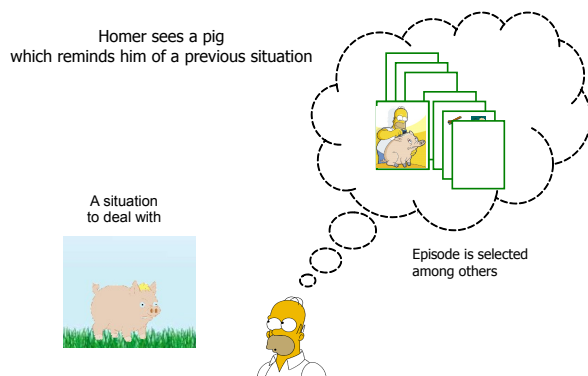 Homer sees a pig
which reminds him of a previous situation
A situation
to deal with
Episode is selected
among others